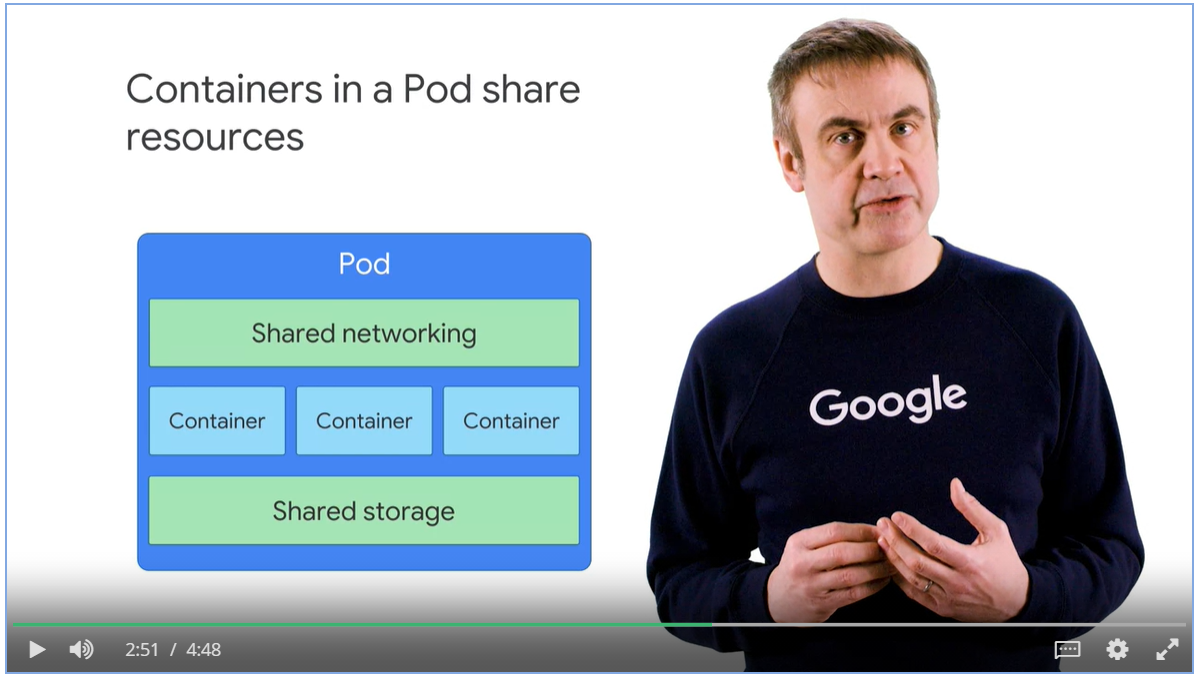 Containers in a Pod share
resources
Pod
Shared networking
Container Container Container
Shared storage
Google
2:51 / 4:48